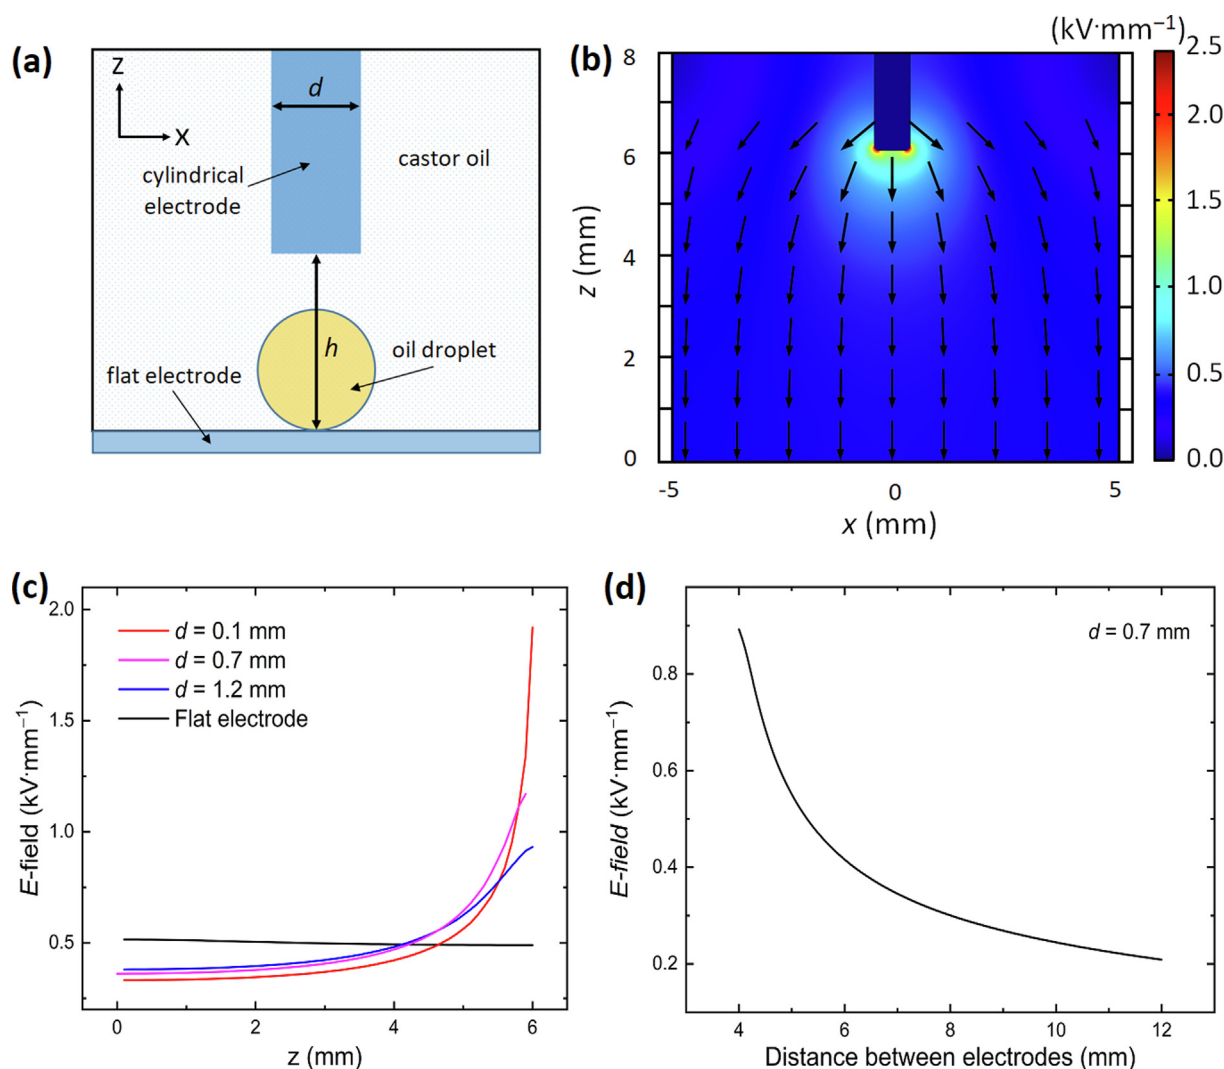 (a)
z
x
d
cylindrical
electrode
castor oil
h
oil droplet
flat electrode
(b)
(kV·mm⁻¹)
8
6
4
2
0
z (mm)
-5
0
5
x (mm)
2.5
2.0
1.5
1.0
0.5
0.0
(c)
2.0
1.5
1.0
0.5
E-field (kV·mm⁻¹)
d = 0.1 mm
d = 0.7 mm
d = 1.2 mm
Flat electrode
0
2
4
6
z (mm)
(d)
d = 0.7 mm
0.8
0.6
0.4
0.2
E-field (kV·mm⁻¹)
4
6
8
10
12
Distance between electrodes (mm)